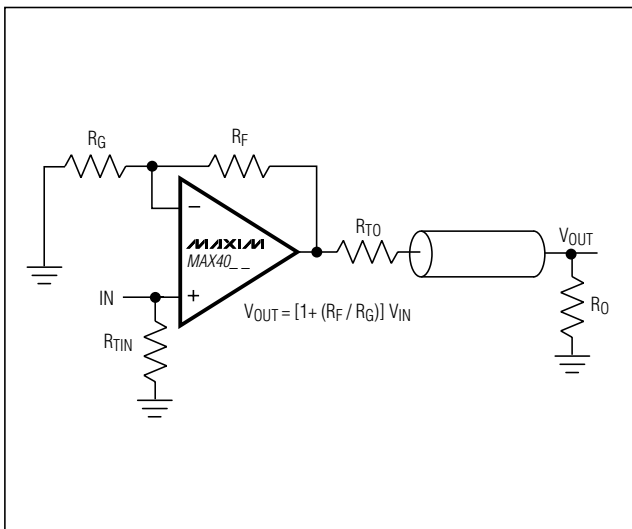 RG
RF
RTO
VOUT
−
MAXIM
MAX40_ _
IN
+
VOUT = [1+ (RF / RG)] VIN
RO
RTIN